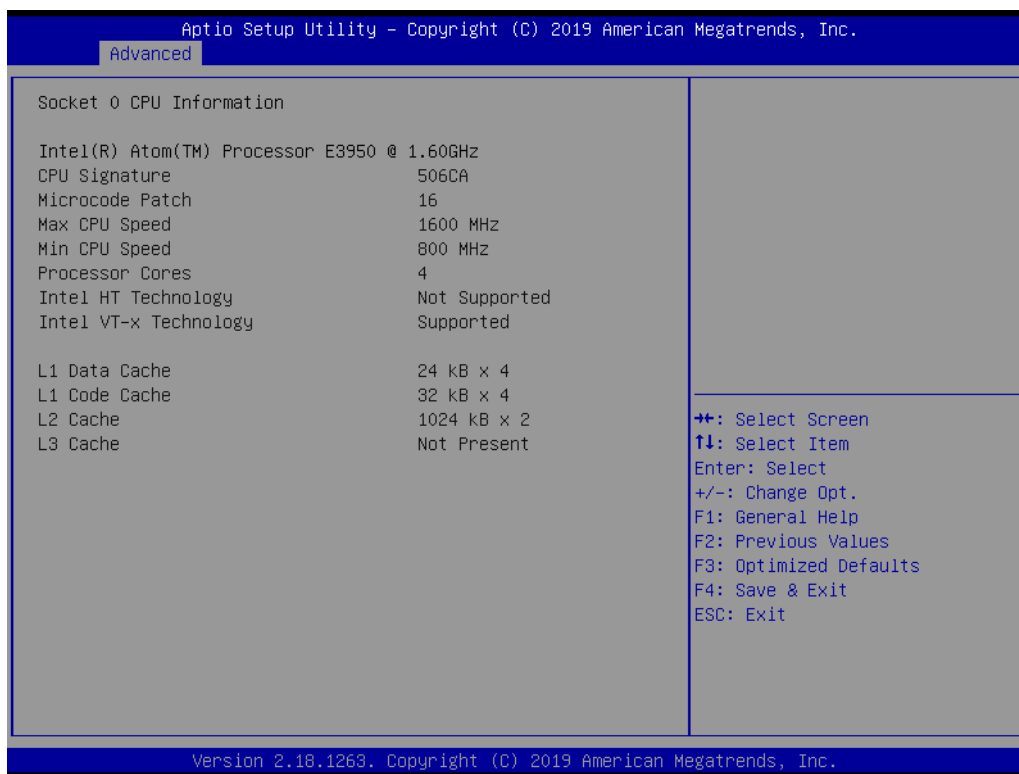 Aptio Setup Utility – Copyright (C) 2019 American Megatrends, Inc.
Advanced
Socket 0 CPU Information
Intel(R) Atom(TM) Processor E3950 @ 1.60GHz
CPU Signature 506CA
Microcode Patch 16
Max CPU Speed 1600 MHz
Min CPU Speed 800 MHz
Processor Cores 4
Intel HT Technology Not Supported
Intel VT-x Technology Supported
L1 Data Cache 24 kB x 4
L1 Code Cache 32 kB x 4
L2 Cache 1024 kB x 2
L3 Cache Not Present
→←: Select Screen
↑↓: Select Item
Enter: Select
+/-: Change Opt.
F1: General Help
F2: Previous Values
F3: Optimized Defaults
F4: Save & Exit
ESC: Exit
Version 2.18.1263. Copyright (C) 2019 American Megatrends, Inc.